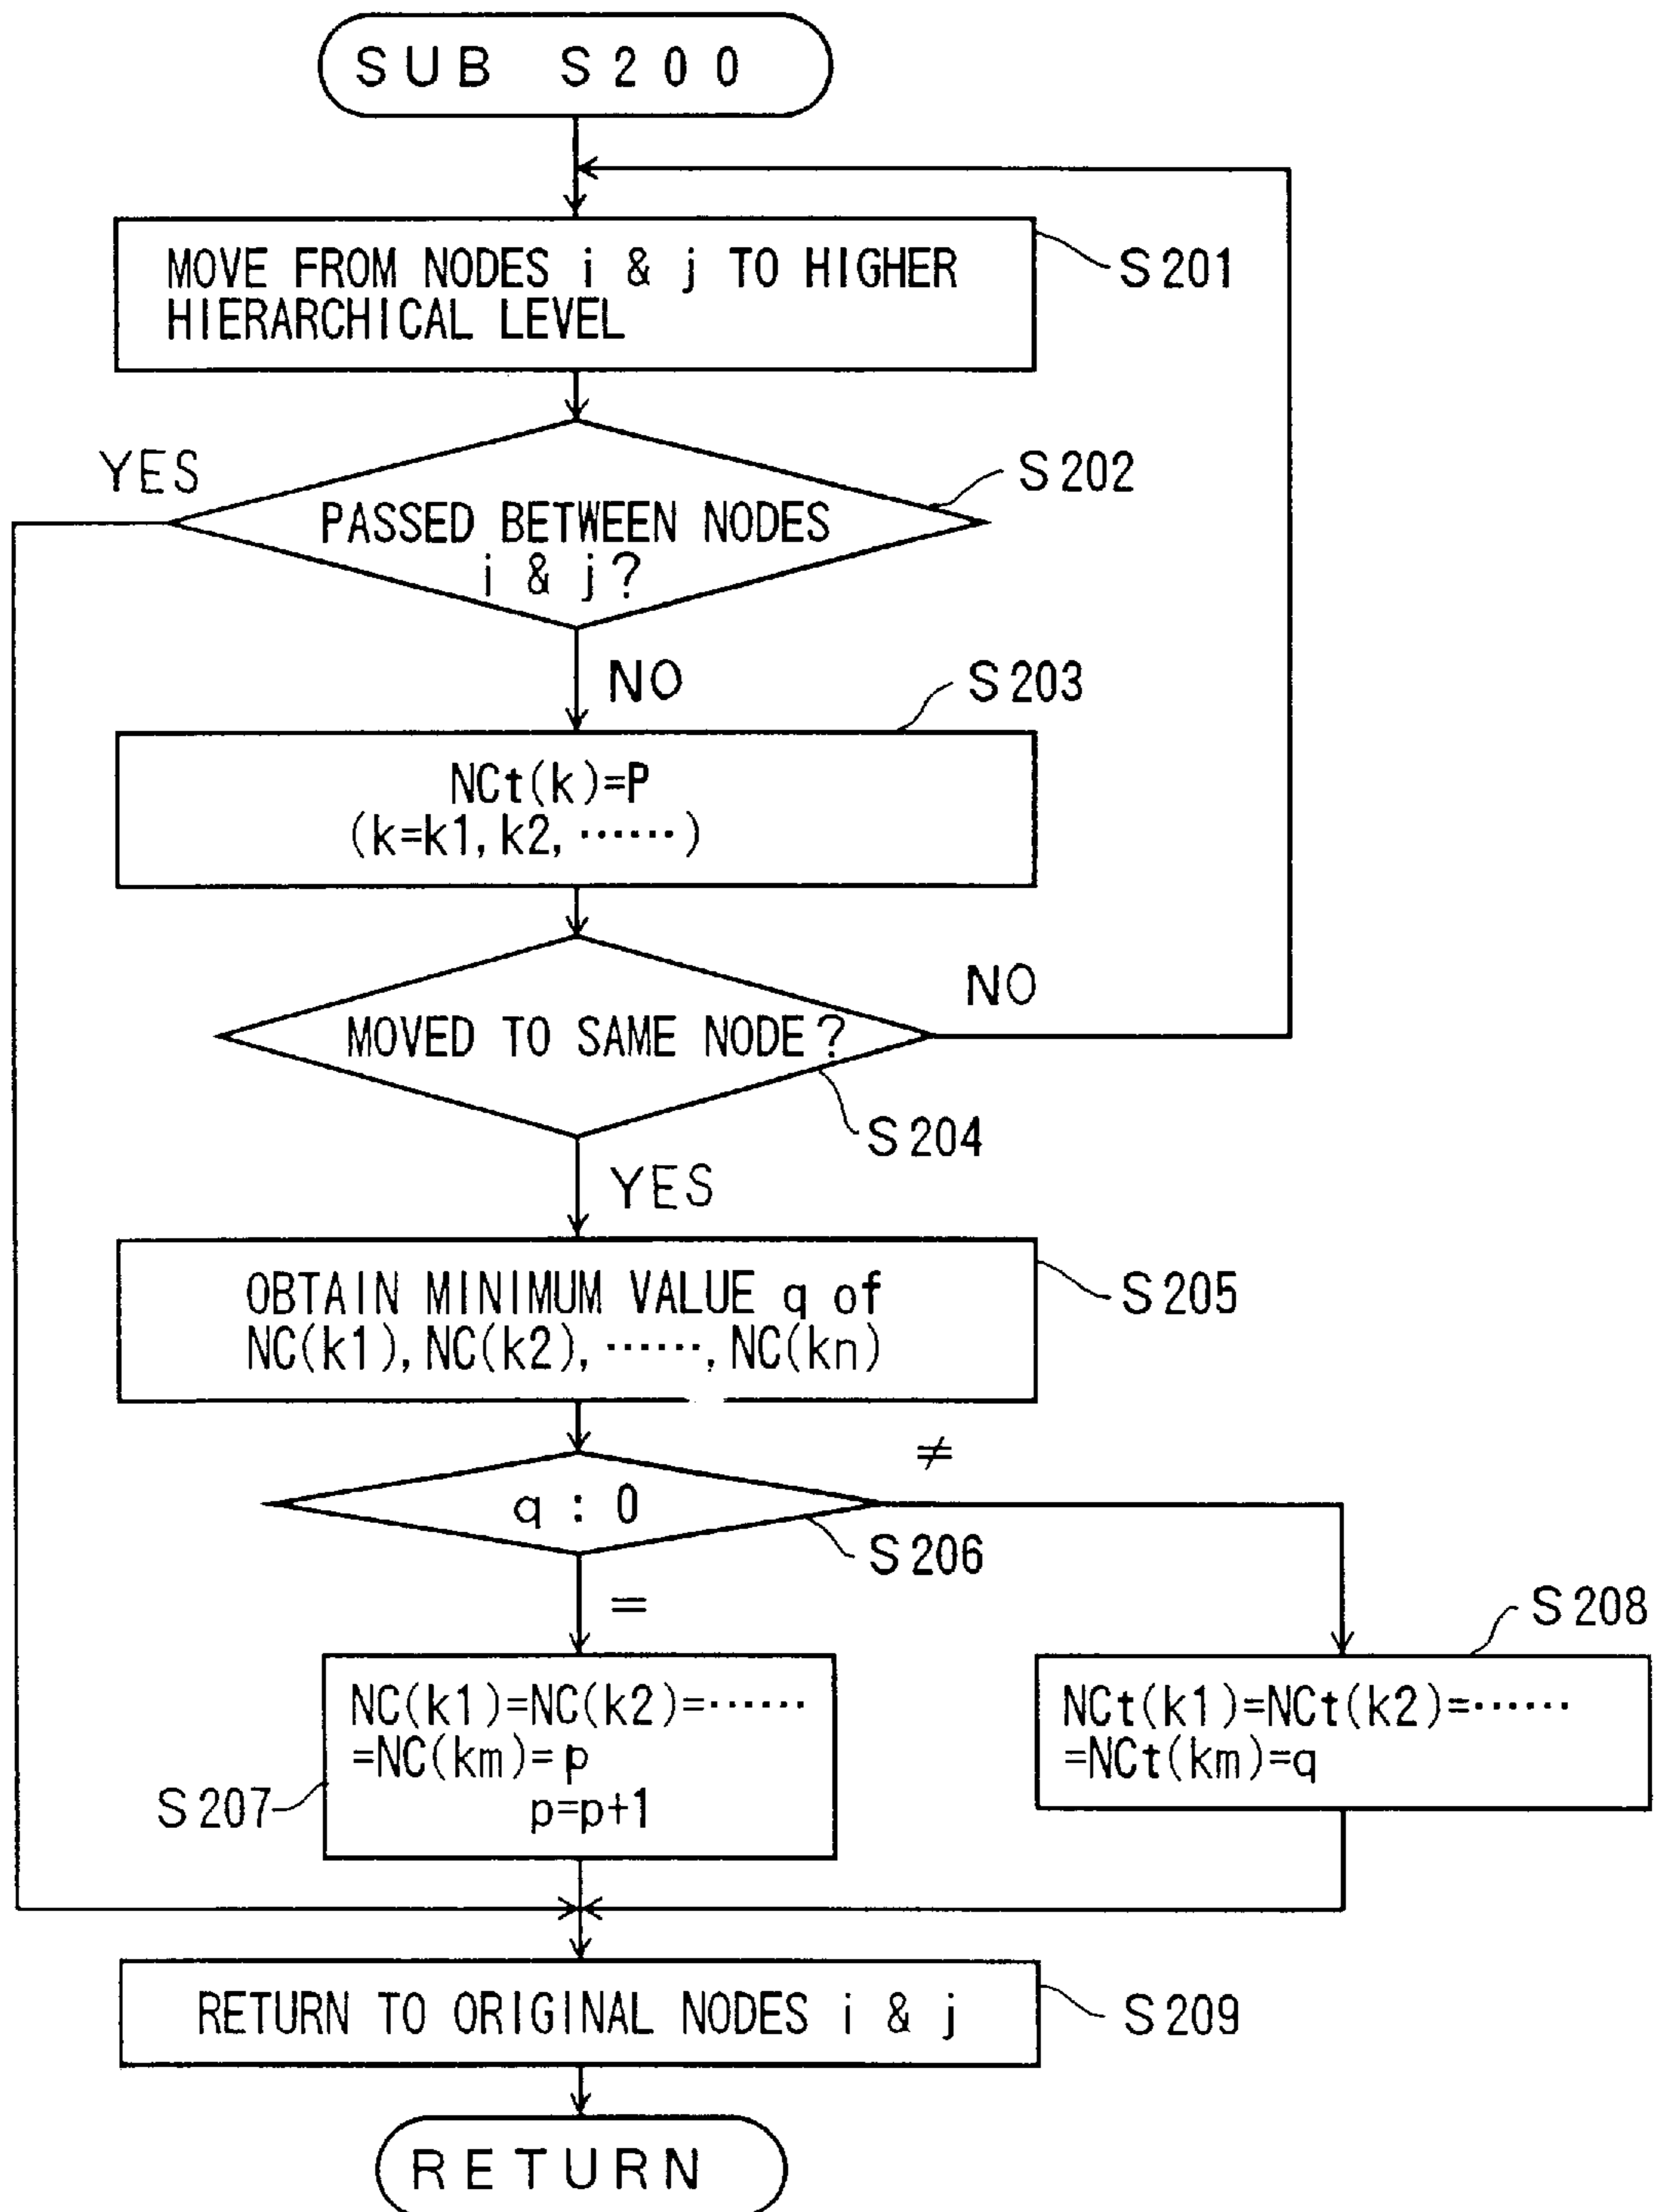 SUB S200
MOVE FROM NODES i & j TO HIGHER
HIERARCHICAL LEVEL
S201
YES
S202
PASSED BETWEEN NODES
i & j?
NO
S203
NCt(k)=P
(k=k1, k2, ⋯⋯)
NO
MOVED TO SAME NODE?
S204
YES
OBTAIN MINIMUM VALUE q of
NC(k1), NC(k2), ⋯⋯, NC(kn)
S205
≠
q : 0
S206
=
S208
NC(k1)=NC(k2)=⋯⋯
=NC(km)=p
p=p+1
S207
NCt(k1)=NCt(k2)=⋯⋯
=NCt(km)=q
RETURN TO ORIGINAL NODES i & j
S209
RETURN